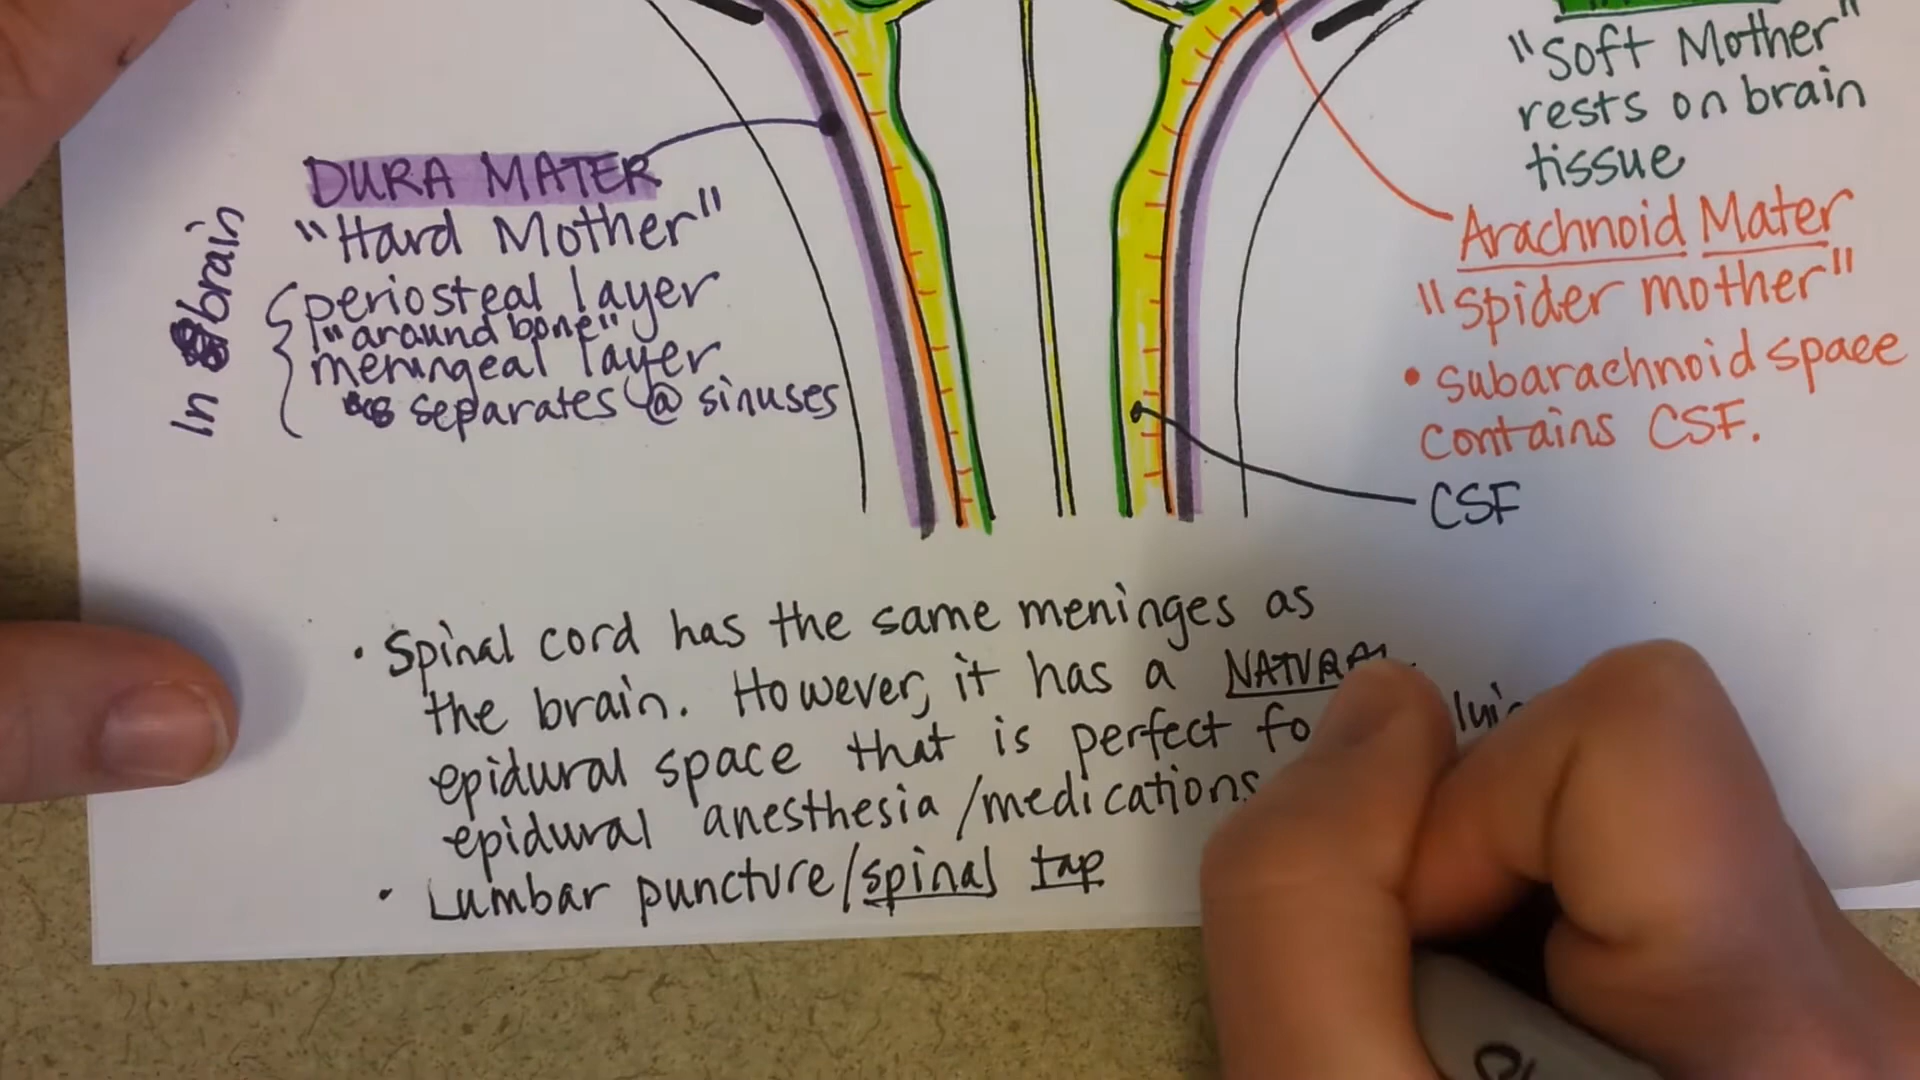 "Soft Mother"
rests on brain
tissue
DURA MATER
"Hard Mother"
In brain
periosteal layer
"around bone"
meningeal layer
separates @ sinuses
Arachnoid Mater
"spider mother"
• subarachnoid space
contains CSF.
CSF
• Spinal cord has the same meninges as
the brain. However, it has a
epidural space that is perfect
epidural anesthesia/medications
• Lumbar puncture/spinal tap